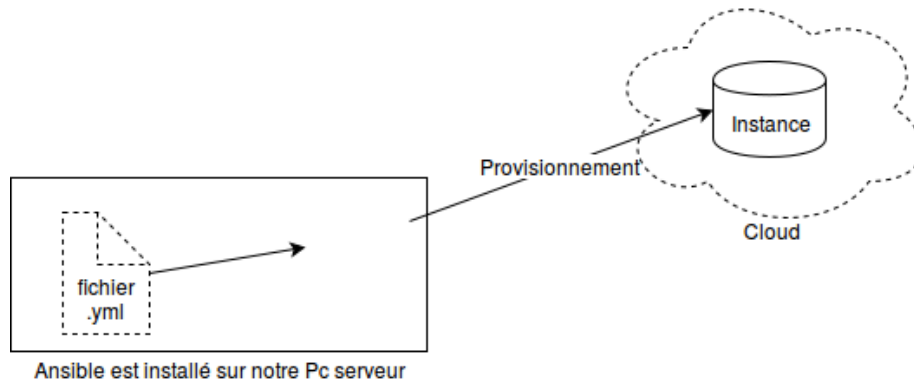 Instance
Provisionnement
Cloud
fichier
.yml
Ansible est installé sur notre Pc serveur